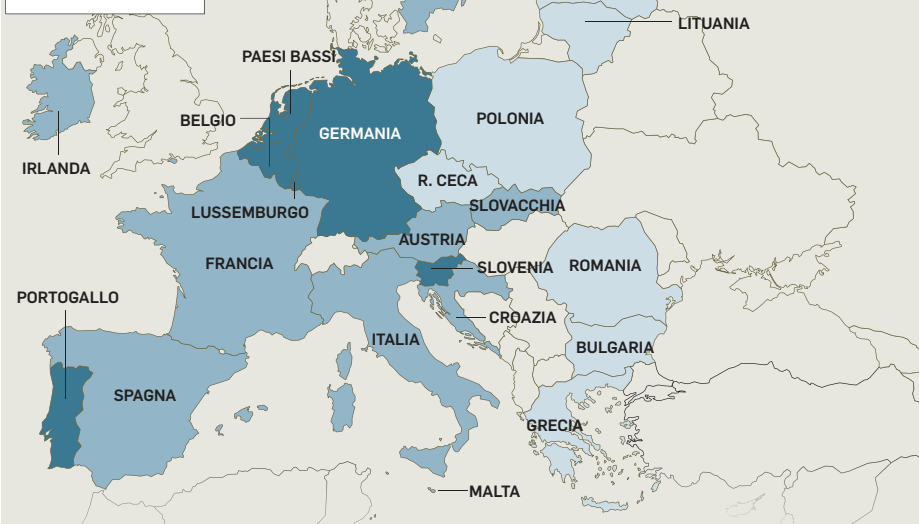 LITUANIA
PAESI BASSI
BELGIO
GERMANIA
POLONIA
IRLANDA
R. CECA
SLOVACCHIA
LUSSEMBURGO
AUSTRIA
FRANCIA
SLOVENIA
ROMANIA
PORTOGALLO
CROAZIA
ITALIA
BULGARIA
SPAGNA
GRECIA
MALTA